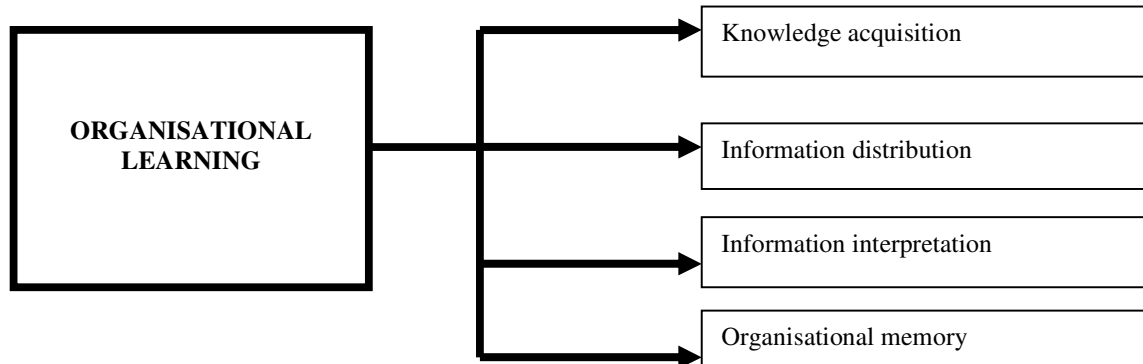 ORGANISATIONAL
LEARNING
Knowledge acquisition
Information distribution
Information interpretation
Organisational memory